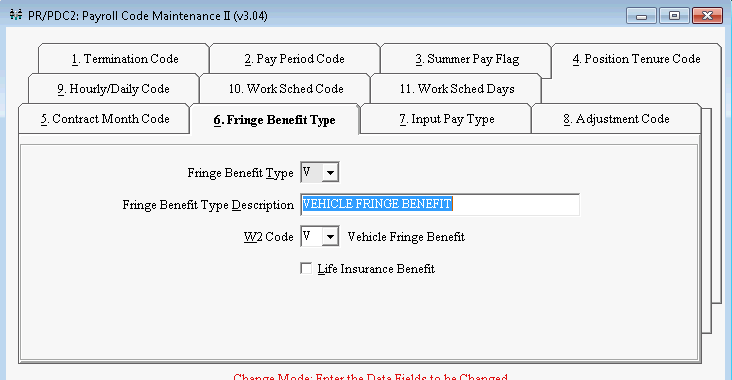 PR/PDC2: Payroll Code Maintenance II (v3.04)
1. Termination Code
2. Pay Period Code
3. Summer Pay Flag
4. Position Tenure Code
9. Hourly/Daily Code
10. Work Sched Code
11. Work Sched Days
5. Contract Month Code
6. Fringe Benefit Type
7. Input Pay Type
8. Adjustment Code
Fringe Benefit Type V
Fringe Benefit Type Description VEHICLE FRINGE BENEFIT
W2 Code V Vehicle Fringe Benefit
Life Insurance Benefit
Change Mode: Enter the Data Fields to be Changed